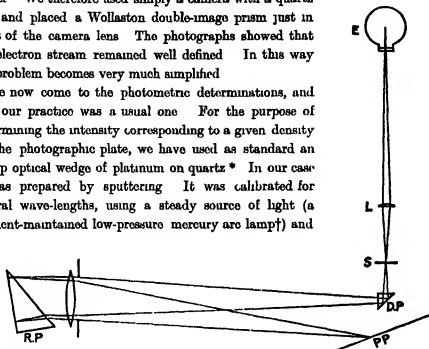 We therefore used simply a camera with a quartz
and placed a Wollaston double-image prism just in
of the camera lens The photographs showed that
electron stream remained well defined In this way
problem becomes very much simplified
now come to the photometric determinations, and
our practice was a usual one For the purpose of
rmining the intensity corresponding to a given density
he photographic plate, we have used as standard an
p optical wedge of platinum on quartz * In our case
as prepared by sputtering It was calibrated for
ral wave-lengths, using a steady source of light (a
ent-maintained low-pressure mercury arc lamp†) and
E
L
S
D.P
R.P
P P